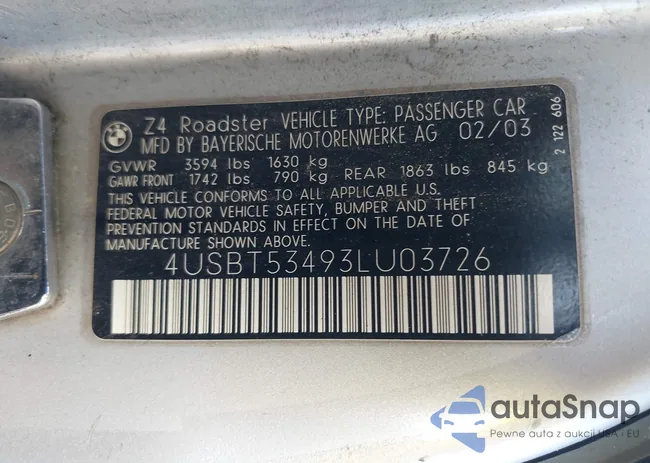 BMW
Z4 Roadster VEHICLE TYPE: PASSENGER CAR
MFD BY BAYERISCHE MOTORENWERKE AG 02/03
GVWR 3594 lbs 1630 kg
GAWR FRONT 1742 lbs 790 kg REAR 1863 lbs 845 kg
THIS VEHICLE CONFORMS TO ALL APPLICABLE U.S.
FEDERAL MOTOR VEHICLE SAFETY, BUMPER AND THEFT
PREVENTION STANDARDS IN EFFECT ON THE DATE OF
MANUFACTURE SHOWN ABOVE.
4USBT53493LU03726
2 122 606
autaSnap
Pewne auta z aukcji USA i EU